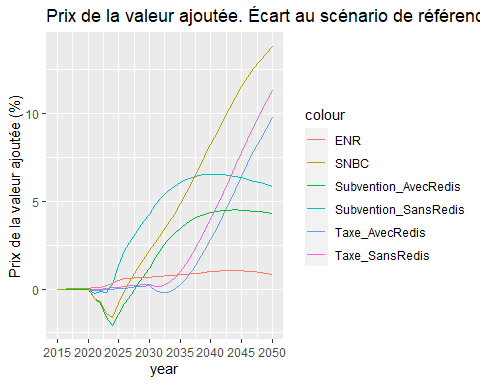 Prix de la valeur ajoutée. Écart au scénario de référenc
Prix de la valeur ajoutée (%)
10
5
0
2015 2020 2025 2030 2035 2040 2045 2050
year
colour
ENR
SNBC
Subvention_AvecRedis
Subvention_SansRedis
Taxe_AvecRedis
Taxe_SansRedis